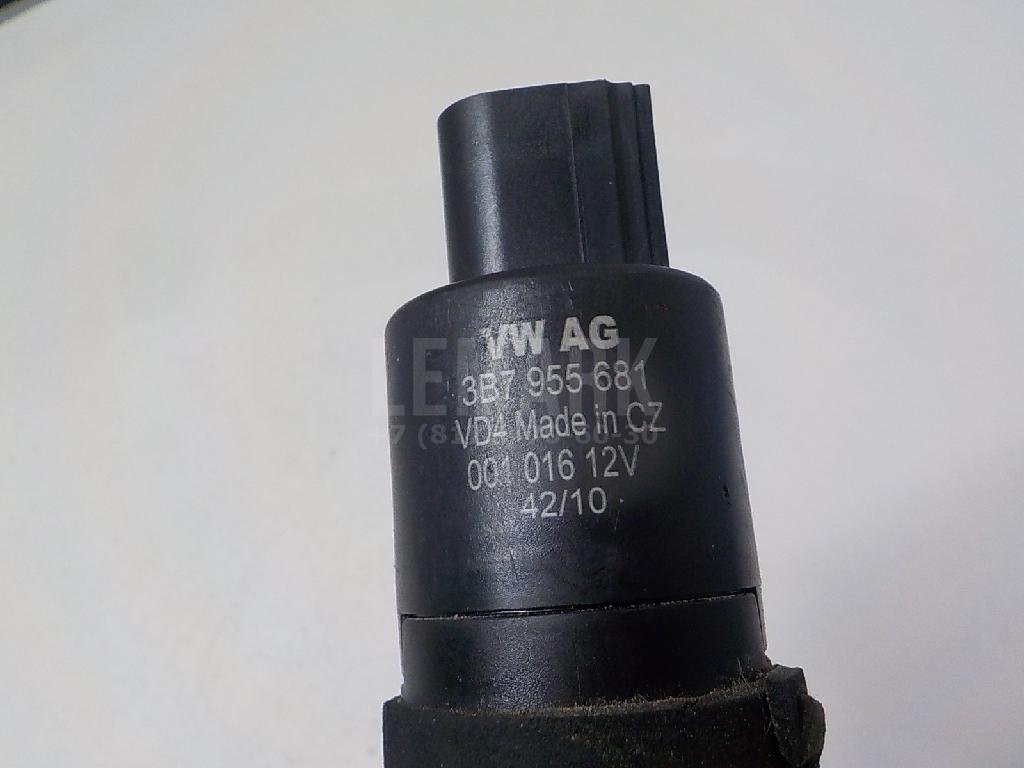 VW AG
3B7 955 681
VD4 Made in CZ
001 016 12V
42/10